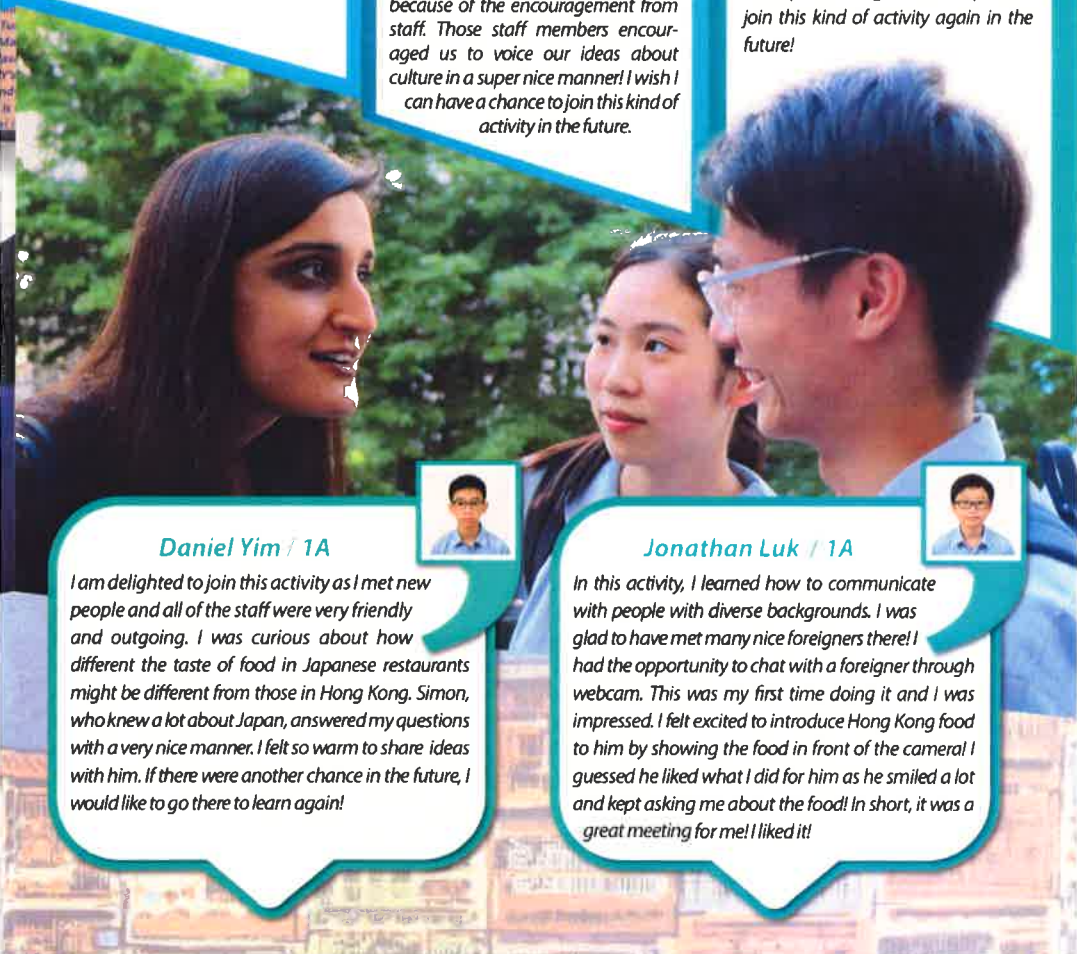 because of the encouragement from
staff. Those staff members encour-
aged us to voice our ideas about
culture in a super nice manner! I wish I
can have a chance to join this kind of
activity in the future.
join this kind of activity again in the
future!
Daniel Yim / 1A
I am delighted to join this activity as I met new
people and all of the staff were very friendly
and outgoing. I was curious about how
different the taste of food in Japanese restaurants
might be different from those in Hong Kong. Simon,
who knew a lot about Japan, answered my questions
with a very nice manner. I felt so warm to share ideas
with him. If there were another chance in the future, I
would like to go there to learn again!
Jonathan Luk / 1A
In this activity, I learned how to communicate
with people with diverse backgrounds. I was
glad to have met many nice foreigners there! I
had the opportunity to chat with a foreigner through
webcam. This was my first time doing it and I was
impressed. I felt excited to introduce Hong Kong food
to him by showing the food in front of the camera! I
guessed he liked what I did for him as he smiled a lot
and kept asking me about the food! In short, it was a
great meeting for me! I liked it!